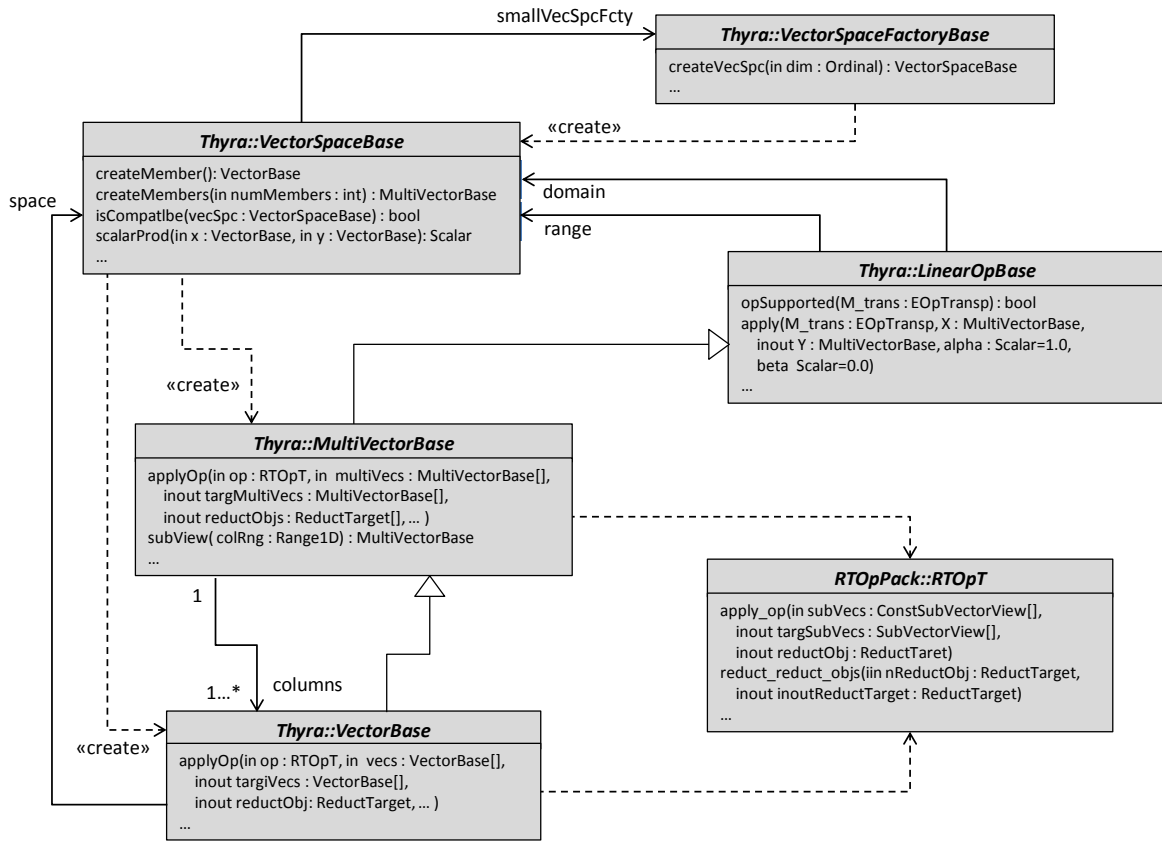 smallVecSpcFcty
Thyra::VectorSpaceFactoryBase
createVecSpc(in dim : Ordinal) : VectorSpaceBase
...
«create»
Thyra::VectorSpaceBase
createMember(): VectorBase
createMembers(in numMembers : int) : MultiVectorBase
isCompatlbe(vecSpc : VectorSpaceBase) : bool
scalarProd(in x : VectorBase, in y : VectorBase): Scalar
...
space
domain
range
Thyra::LinearOpBase
opSupported(M_trans : EOpTransp) : bool
apply(M_trans : EOpTransp, X : MultiVectorBase,
inout Y : MultiVectorBase, alpha : Scalar=1.0,
beta Scalar=0.0)
...
«create»
Thyra::MultiVectorBase
applyOp(in op : RTOpT, in multiVecs : MultiVectorBase[],
inout targMultiVecs : MultiVectorBase[],
inout reductObjs : ReductTarget[], ... )
subView( colRng : Range1D) : MultiVectorBase
...
1
1...*
columns
RTOpPack::RTOpT
apply_op(in subVecs : ConstSubVectorView[],
inout targSubVecs : SubVectorView[],
inout reductObj : ReductTaret)
reduct_reduct_objs(iin nReductObj : ReductTarget,
inout inoutReductTarget : ReductTarget)
...
«create»
Thyra::VectorBase
applyOp(in op : RTOpT, in vecs : VectorBase[],
inout targiVecs : VectorBase[],
inout reductObj: ReductTarget, ... )
...